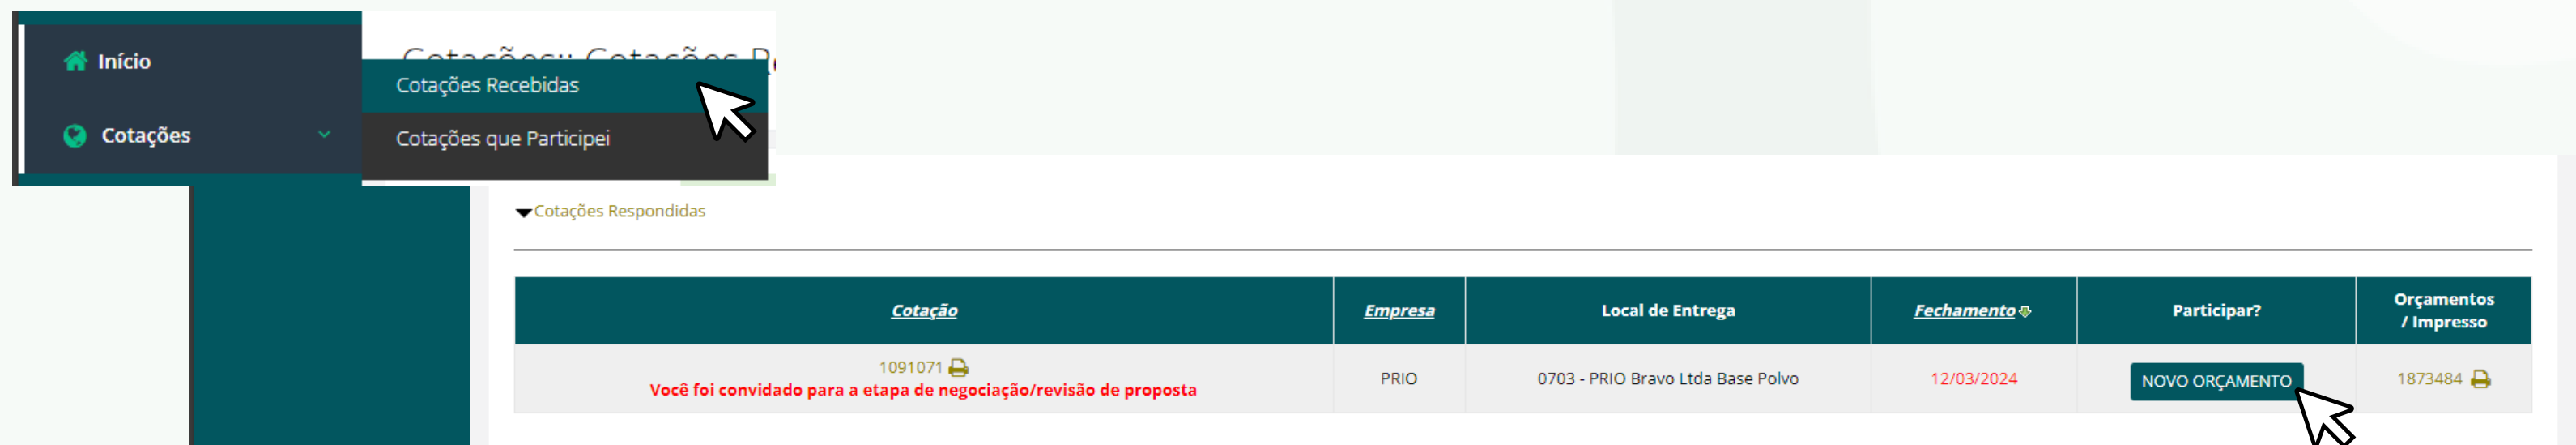 Início
Cotações
Cotações:: Cotações R
Cotações Recebidas
Cotações que Participei
Cotações Respondidas
Cotação Empresa Local de Entrega Fechamento Participar? Orçamentos / Impresso
1091071
Você foi convidado para a etapa de negociação/revisão de proposta
PRIO
0703 - PRIO Bravo Ltda Base Polvo
12/03/2024
NOVO ORÇAMENTO
1873484